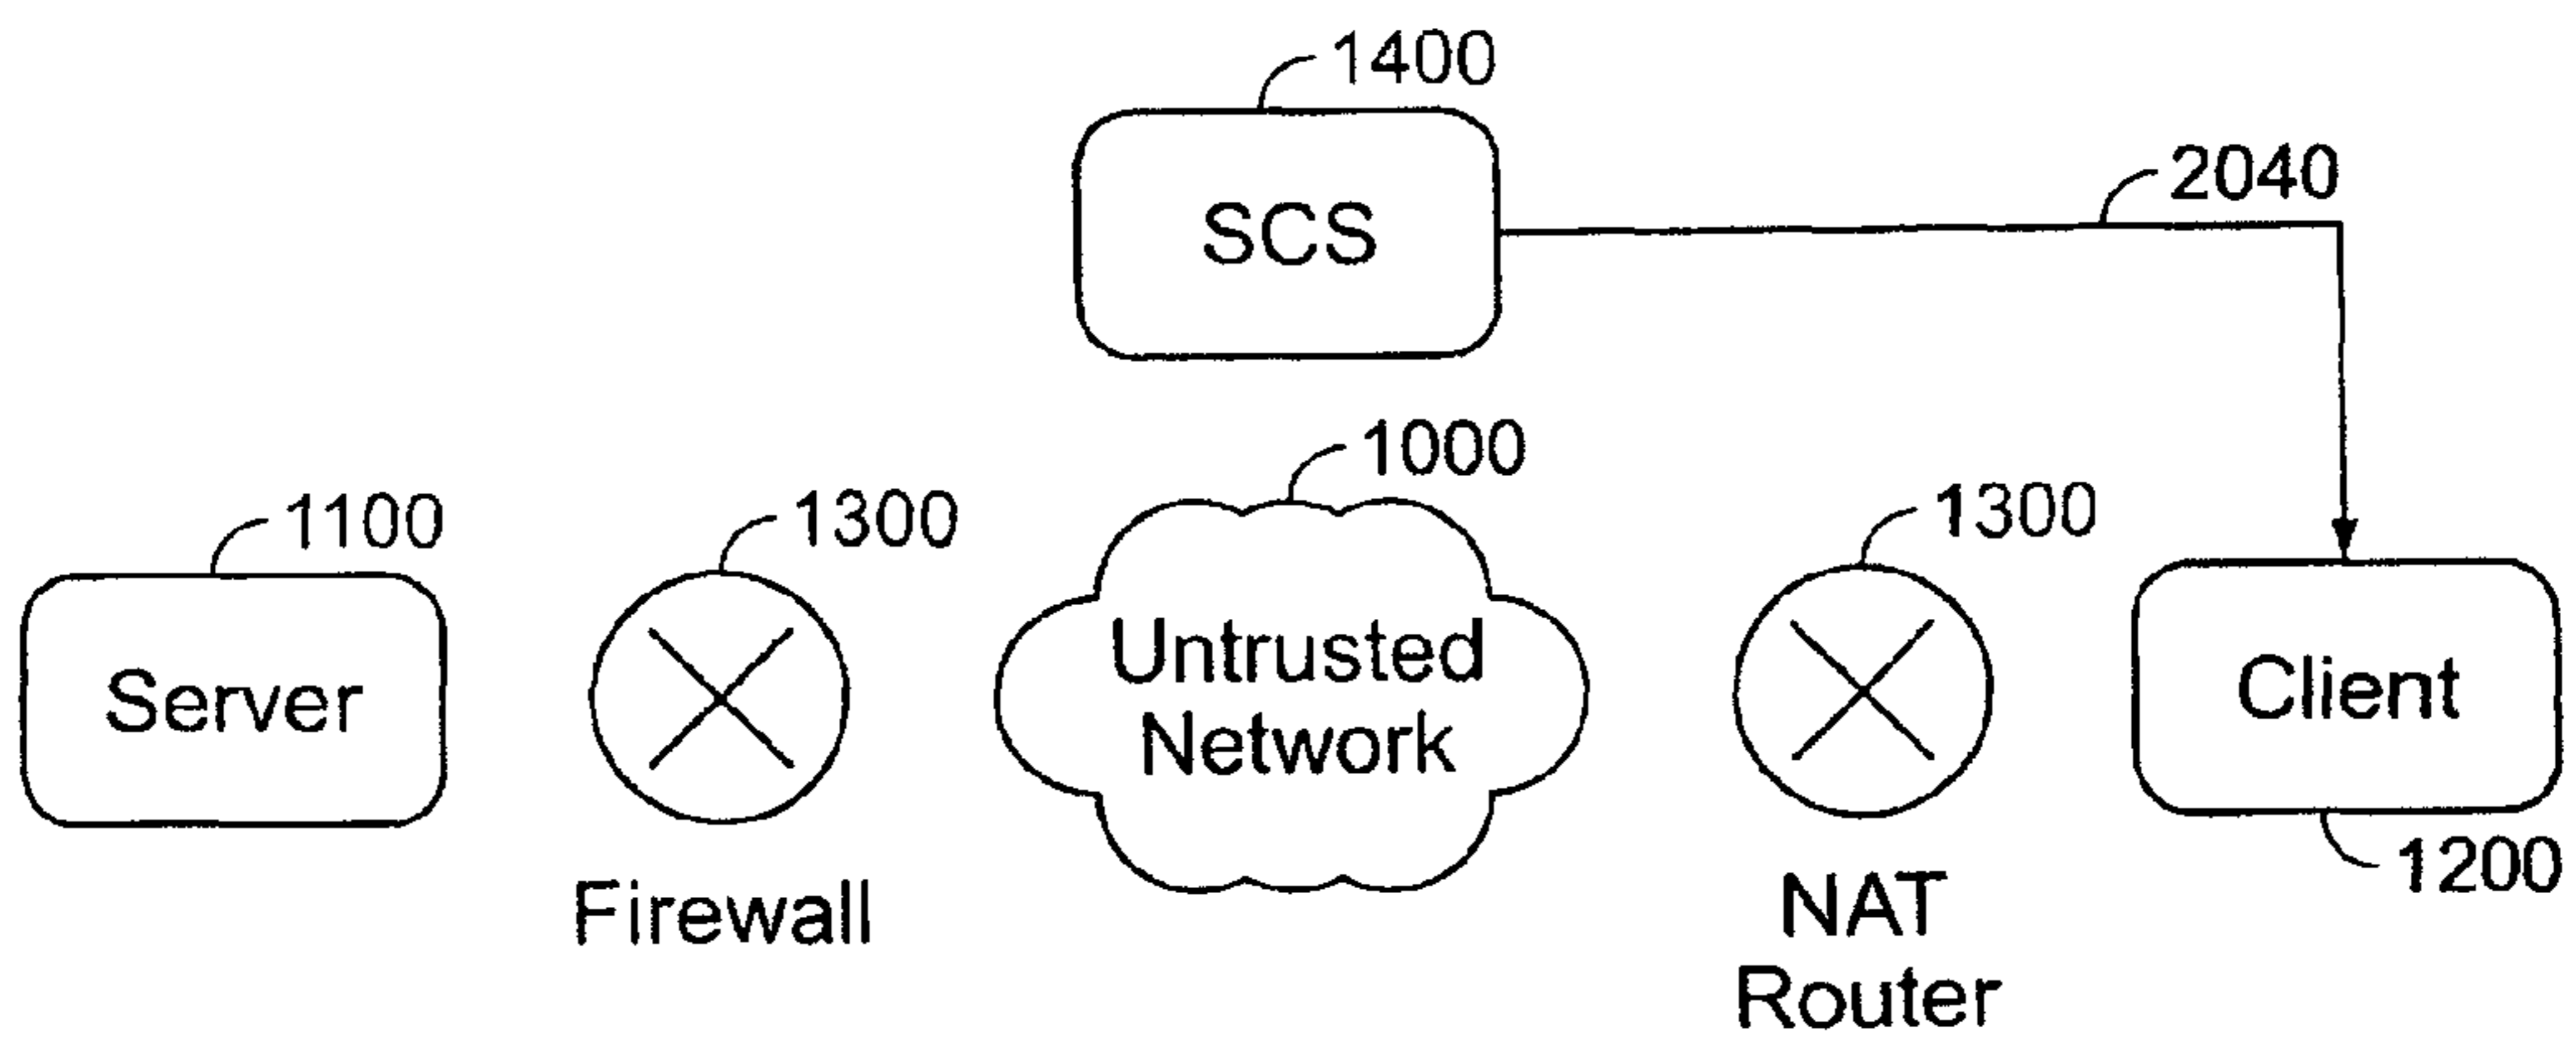 1400
SCS
2040
1000
1100
1300
1300
Server
Untrusted
Network
Client
1200
Firewall
NAT
Router